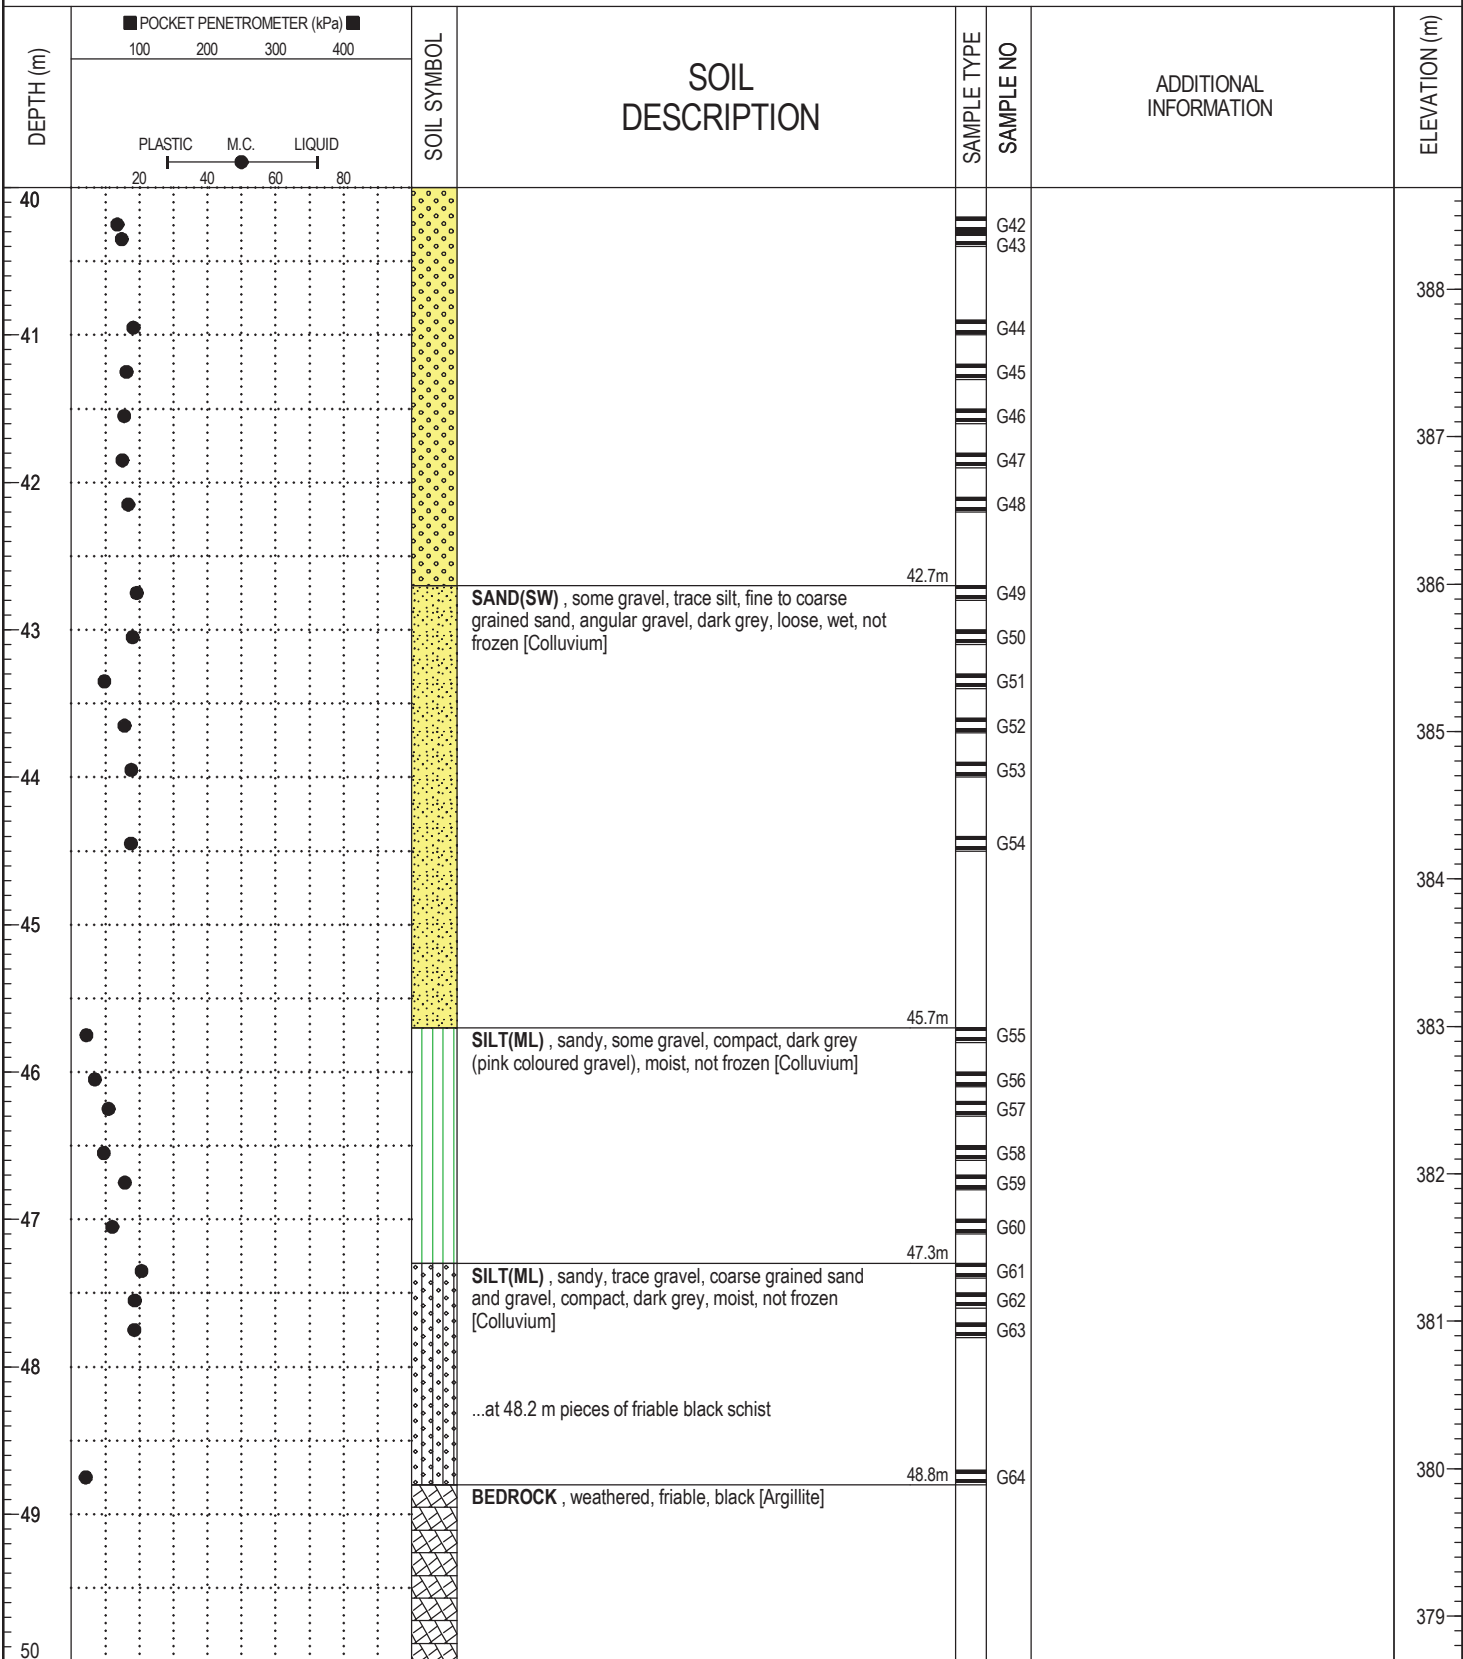 POCKET PENETROMETER (kPa)
100 200 300 400
DEPTH (m)
PLASTIC M.C. LIQUID
20 40 60 80
SOIL SYMBOL
SOIL
DESCRIPTION
SAMPLE TYPE
SAMPLE NO
ADDITIONAL
INFORMATION
ELEVATION (m)
40
G42
G43
388
41
G44
G45
G46
387
G47
42
G48
42.7m
386
SAND(SW) , some gravel, trace silt, fine to coarse
grained sand, angular gravel, dark grey, loose, wet, not
frozen [Colluvium]
G49
43
G50
G51
G52
385
G53
44
G54
384
45
45.7m
383
SILT(ML) , sandy, some gravel, compact, dark grey
(pink coloured gravel), moist, not frozen [Colluvium]
G55
46
G56
G57
G58
382
G59
47
G60
47.3m
SILT(ML) , sandy, trace gravel, coarse grained sand
and gravel, compact, dark grey, moist, not frozen
[Colluvium]
G61
G62
381
G63
48
...at 48.2 m pieces of friable black schist
48.8m
G64
380
BEDROCK , weathered, friable, black [Argillite]
49
379
50